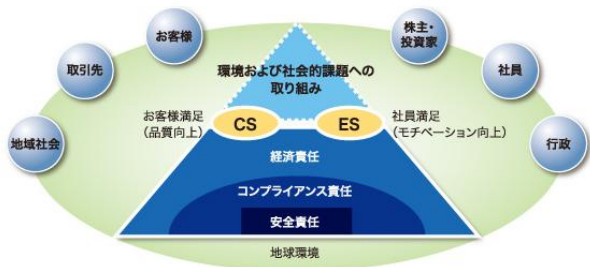 お客様
株主・
投資家
取引先
社員
地域社会
行政
環境および社会的課題への
取り組み
お客様満足
(品質向上)
CS
ES
社員満足
(モチベーション向上)
経済責任
コンプライアンス責任
安全責任
地球環境